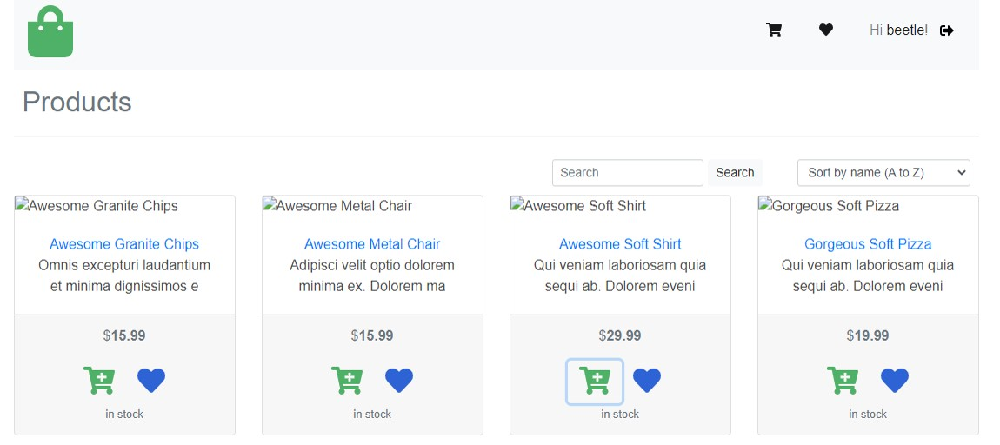 Hi beetle!
Products
Search Search Sort by name (A to Z)
Awesome Granite Chips
Awesome Granite Chips
Omnis excepturi laudantium
et minima dignissimos e
$15.99
in stock
Awesome Metal Chair
Awesome Metal Chair
Adipisci velit optio dolorem
minima ex. Dolorem ma
$15.99
in stock
Awesome Soft Shirt
Awesome Soft Shirt
Qui veniam laboriosam quia
sequi ab. Dolorem eveni
$29.99
in stock
Gorgeous Soft Pizza
Gorgeous Soft Pizza
Qui veniam laboriosam quia
sequi ab. Dolorem eveni
$19.99
in stock